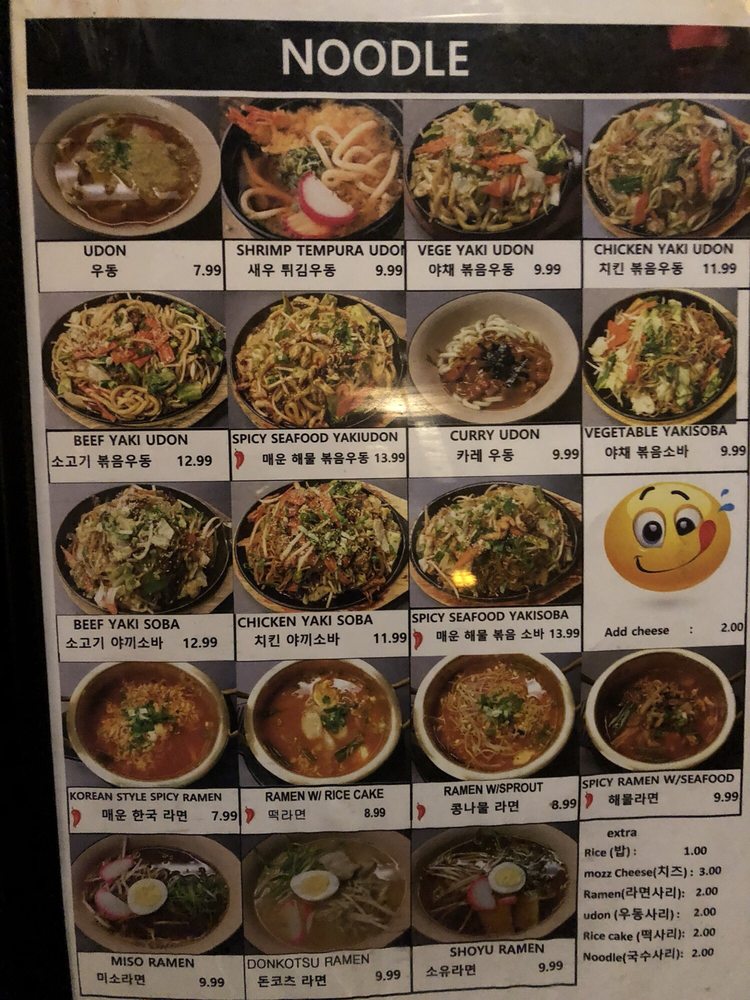 NOODLE
UDON
우동 7.99
SHRIMP TEMPURA UDON
새우 튀김우동 9.99
VEGE YAKI UDON
야채 볶음우동 9.99
CHICKEN YAKI UDON
치킨 볶음우동 11.99
BEEF YAKI UDON
소고기 볶음우동 12.99
SPICY SEAFOOD YAKIUDON
매운 해물 볶음우동 13.99
CURRY UDON
카레 우동 9.99
VEGETABLE YAKISOBA
야채 볶음소바 9.99
BEEF YAKI SOBA
소고기 야끼소바 12.99
CHICKEN YAKI SOBA
치킨 야끼소바 11.99
SPICY SEAFOOD YAKISOBA
매운 해물 볶음 소바 13.99
Add cheese : 2.00
KOREAN STYLE SPICY RAMEN
매운 한국 라면 7.99
RAMEN W/ RICE CAKE
떡라면 8.99
RAMEN W/SPROUT
콩나물 라면 8.99
SPICY RAMEN W/SEAFOOD
해물라면 9.99
MISO RAMEN
미소라면 9.99
DONKOTSU RAMEN
돈코츠 라면 9.99
SHOYU RAMEN
소유라면 9.99
extra
Rice (밥) : 1.00
mozz Cheese(치즈) : 3.00
Ramen(라면사리): 2.00
udon (우동사리) : 2.00
Rice cake (떡사리): 2.00
Noodle(국수사리): 2.00